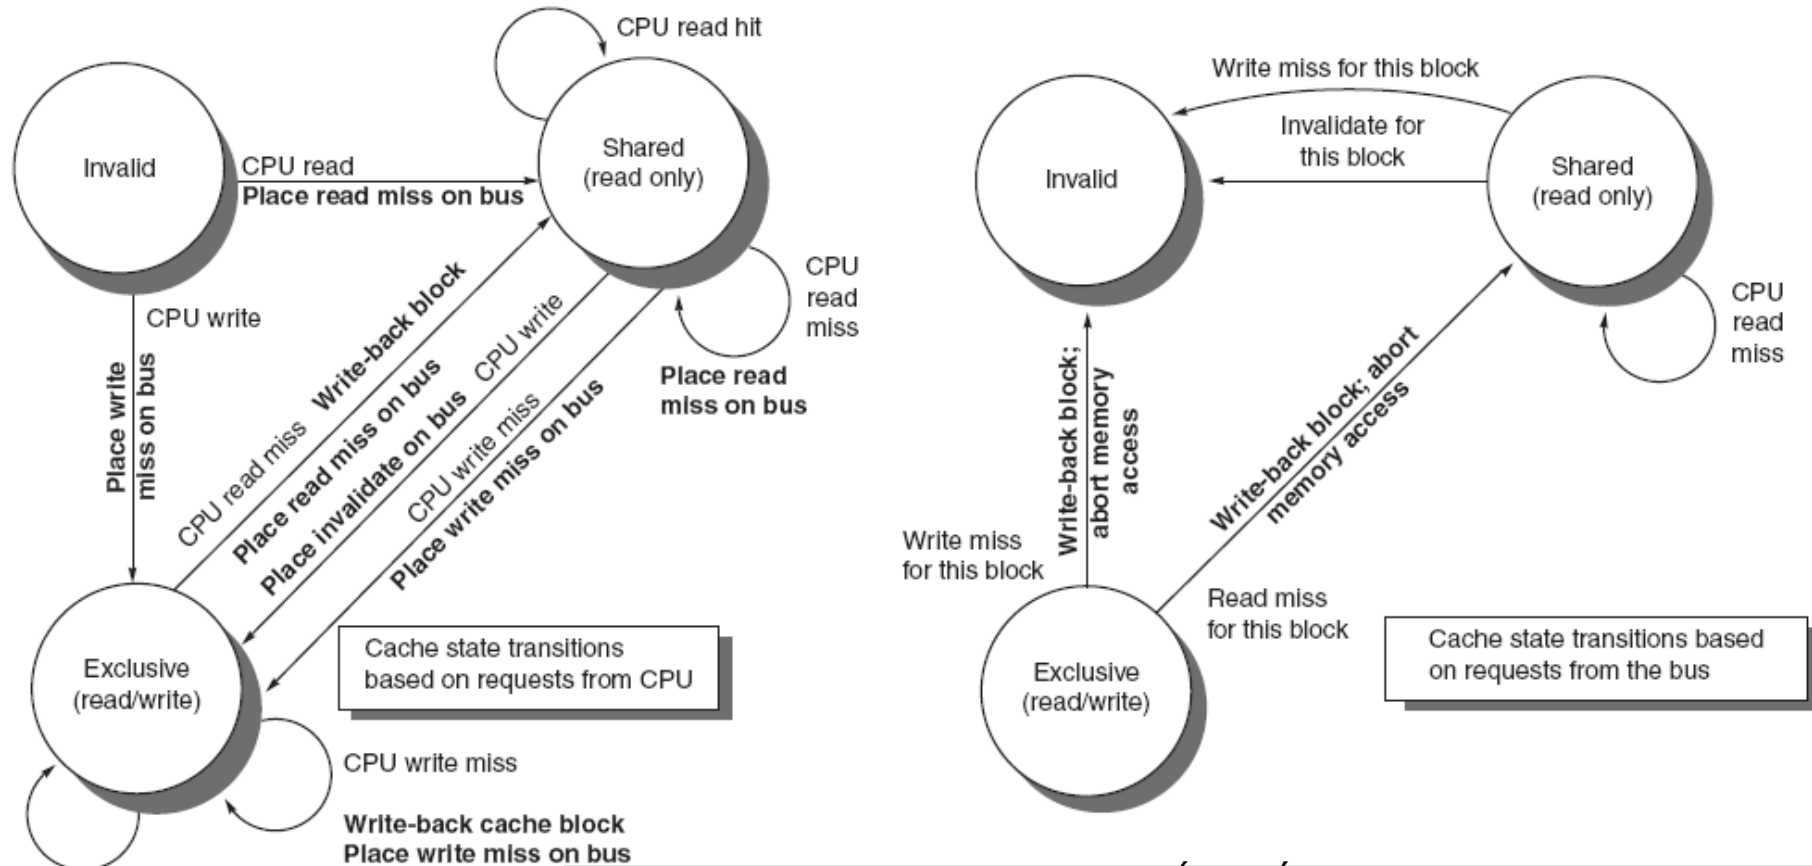 CPU read hit
Invalid
Shared
(read only)
CPU read
Place read miss on bus
CPU write
Place write
miss on bus
CPU read miss
Write-back block
Place read miss on bus
Place invalidate on bus
CPU write
CPU write miss
Place write miss on bus
CPU
read
miss
Place read
miss on bus
Exclusive
(read/write)
Cache state transitions
based on requests from CPU
CPU write miss
Write-back cache block
Place write miss on bus
Write miss for this block
Invalidate for
this block
Invalid
Shared
(read only)
CPU
read
miss
Write-back block;
abort memory
access
Write-back block; abort
memory access
Write miss
for this block
Read miss
for this block
Exclusive
(read/write)
Cache state transitions based
on requests from the bus